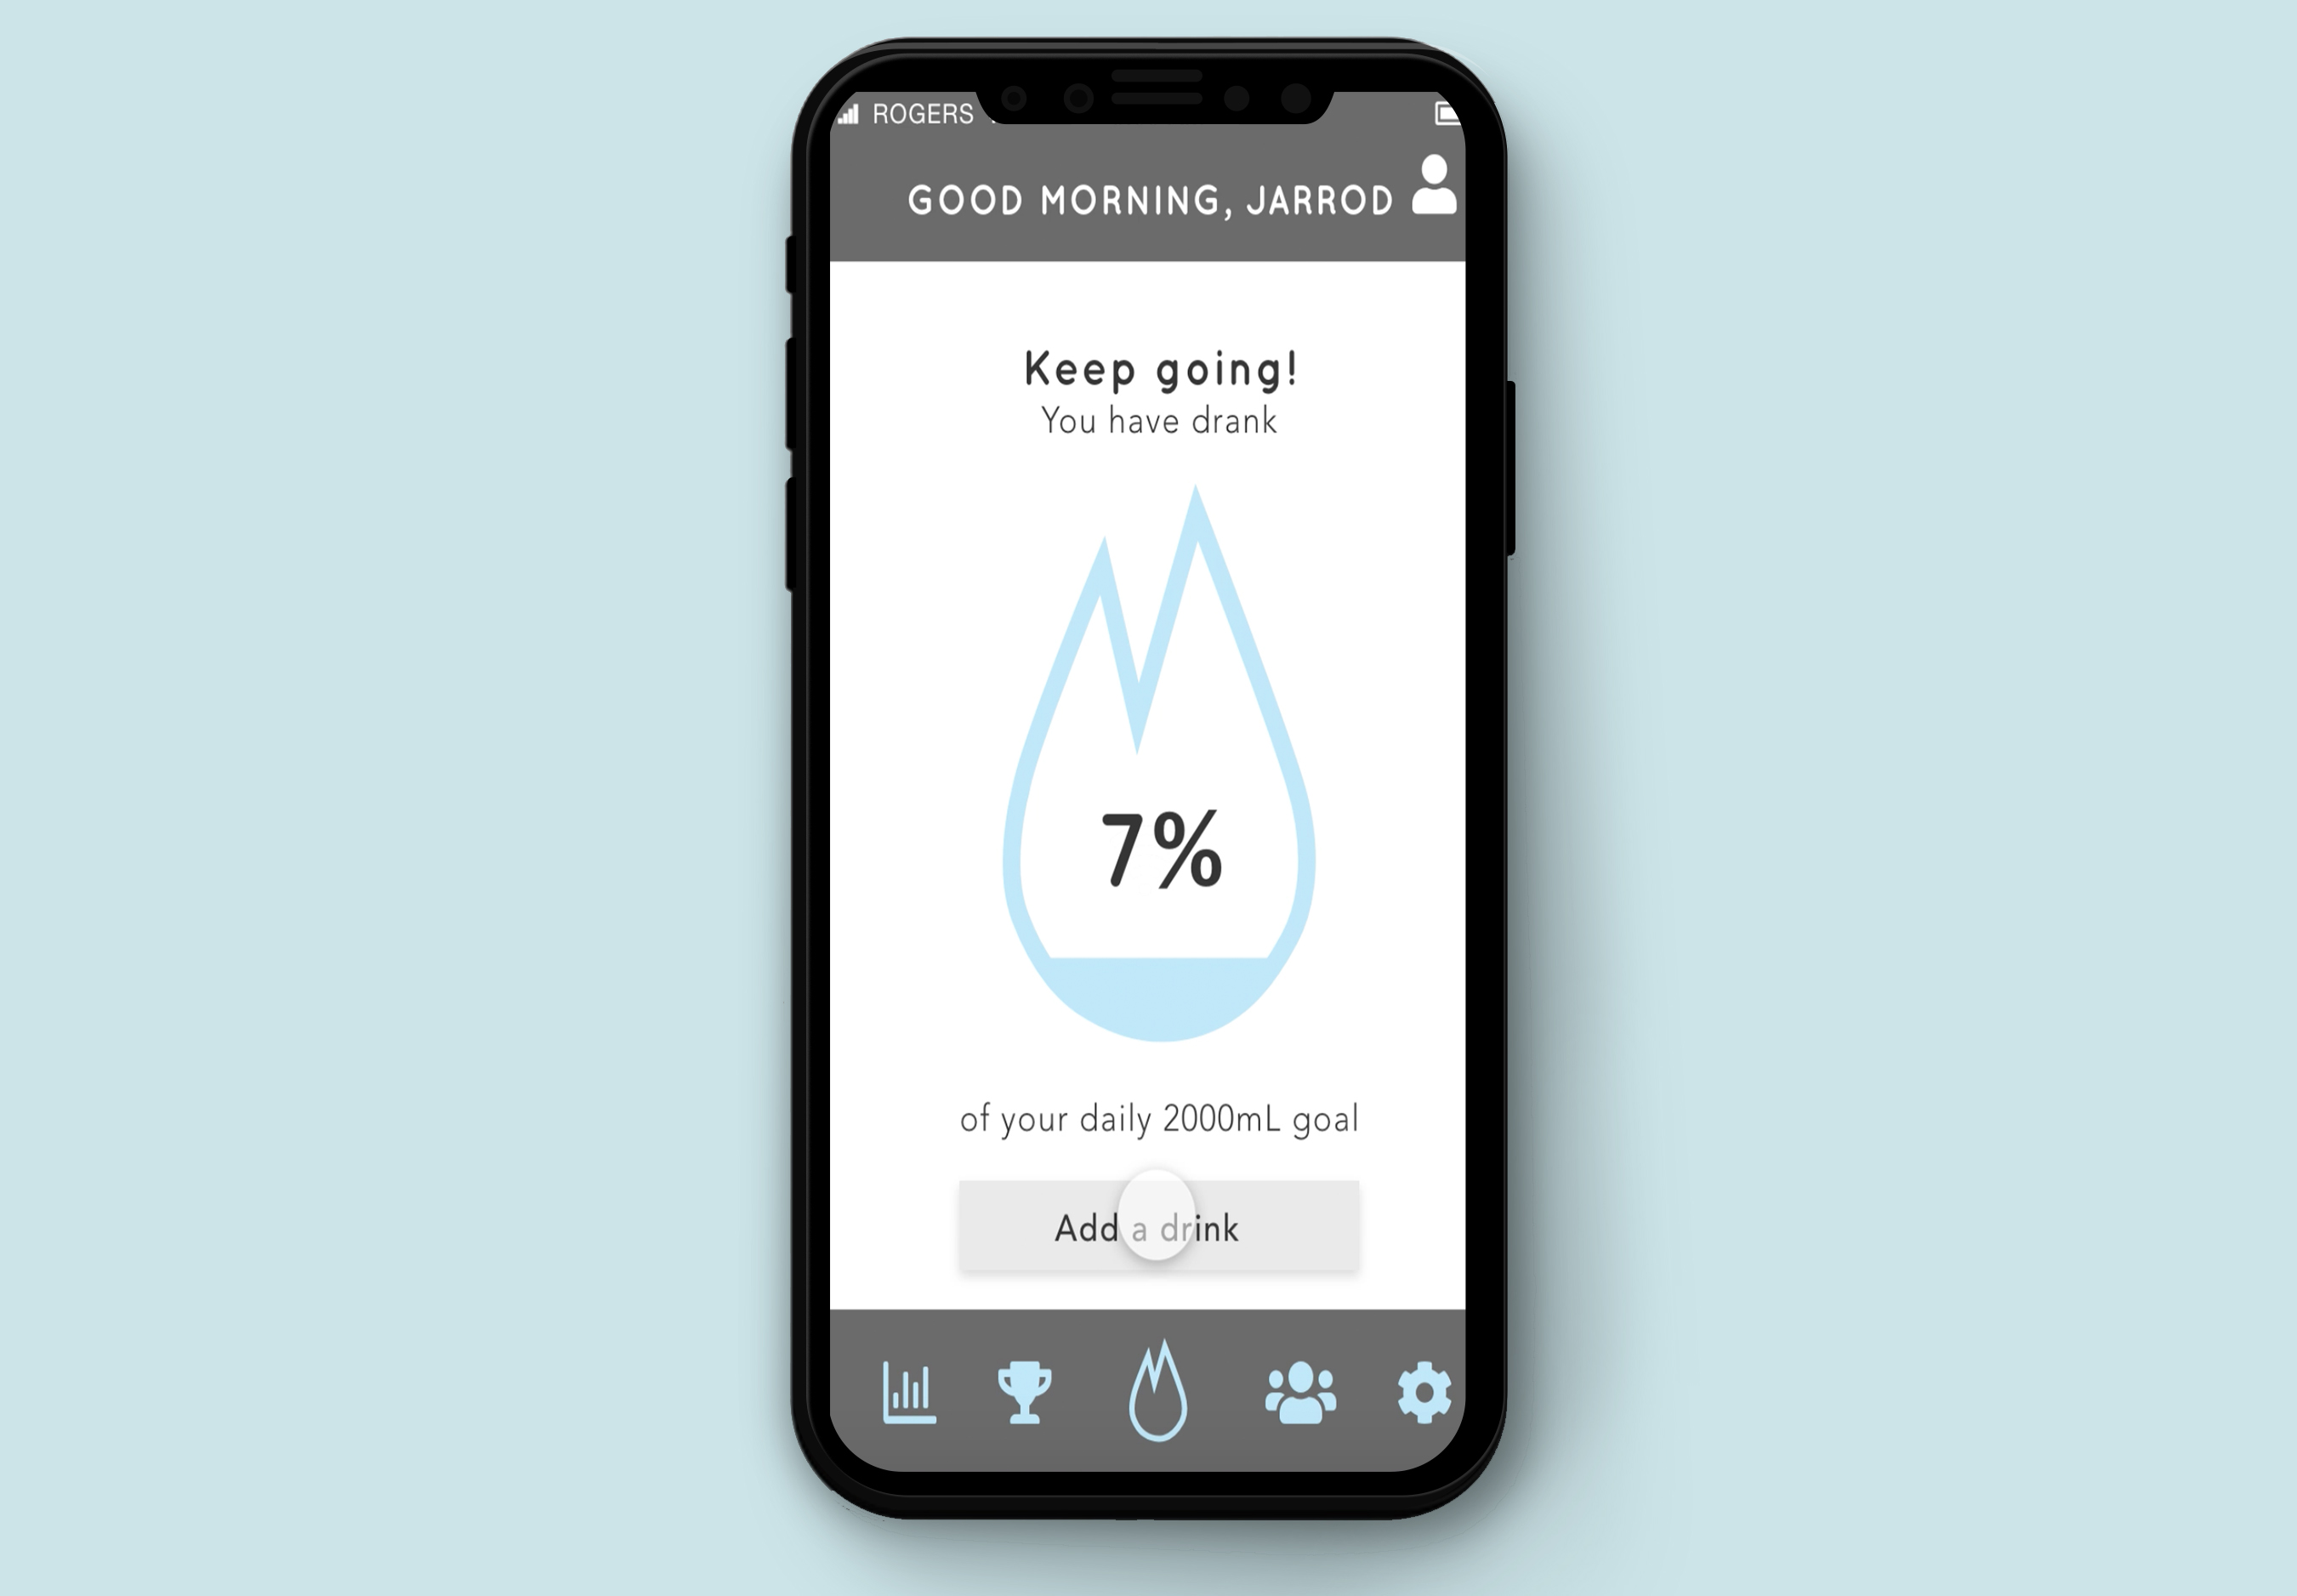 ROGERS
GOOD MORNING, JARROD
Keep going!
You have drank
7%
of your daily 2000mL goal
Add a drink